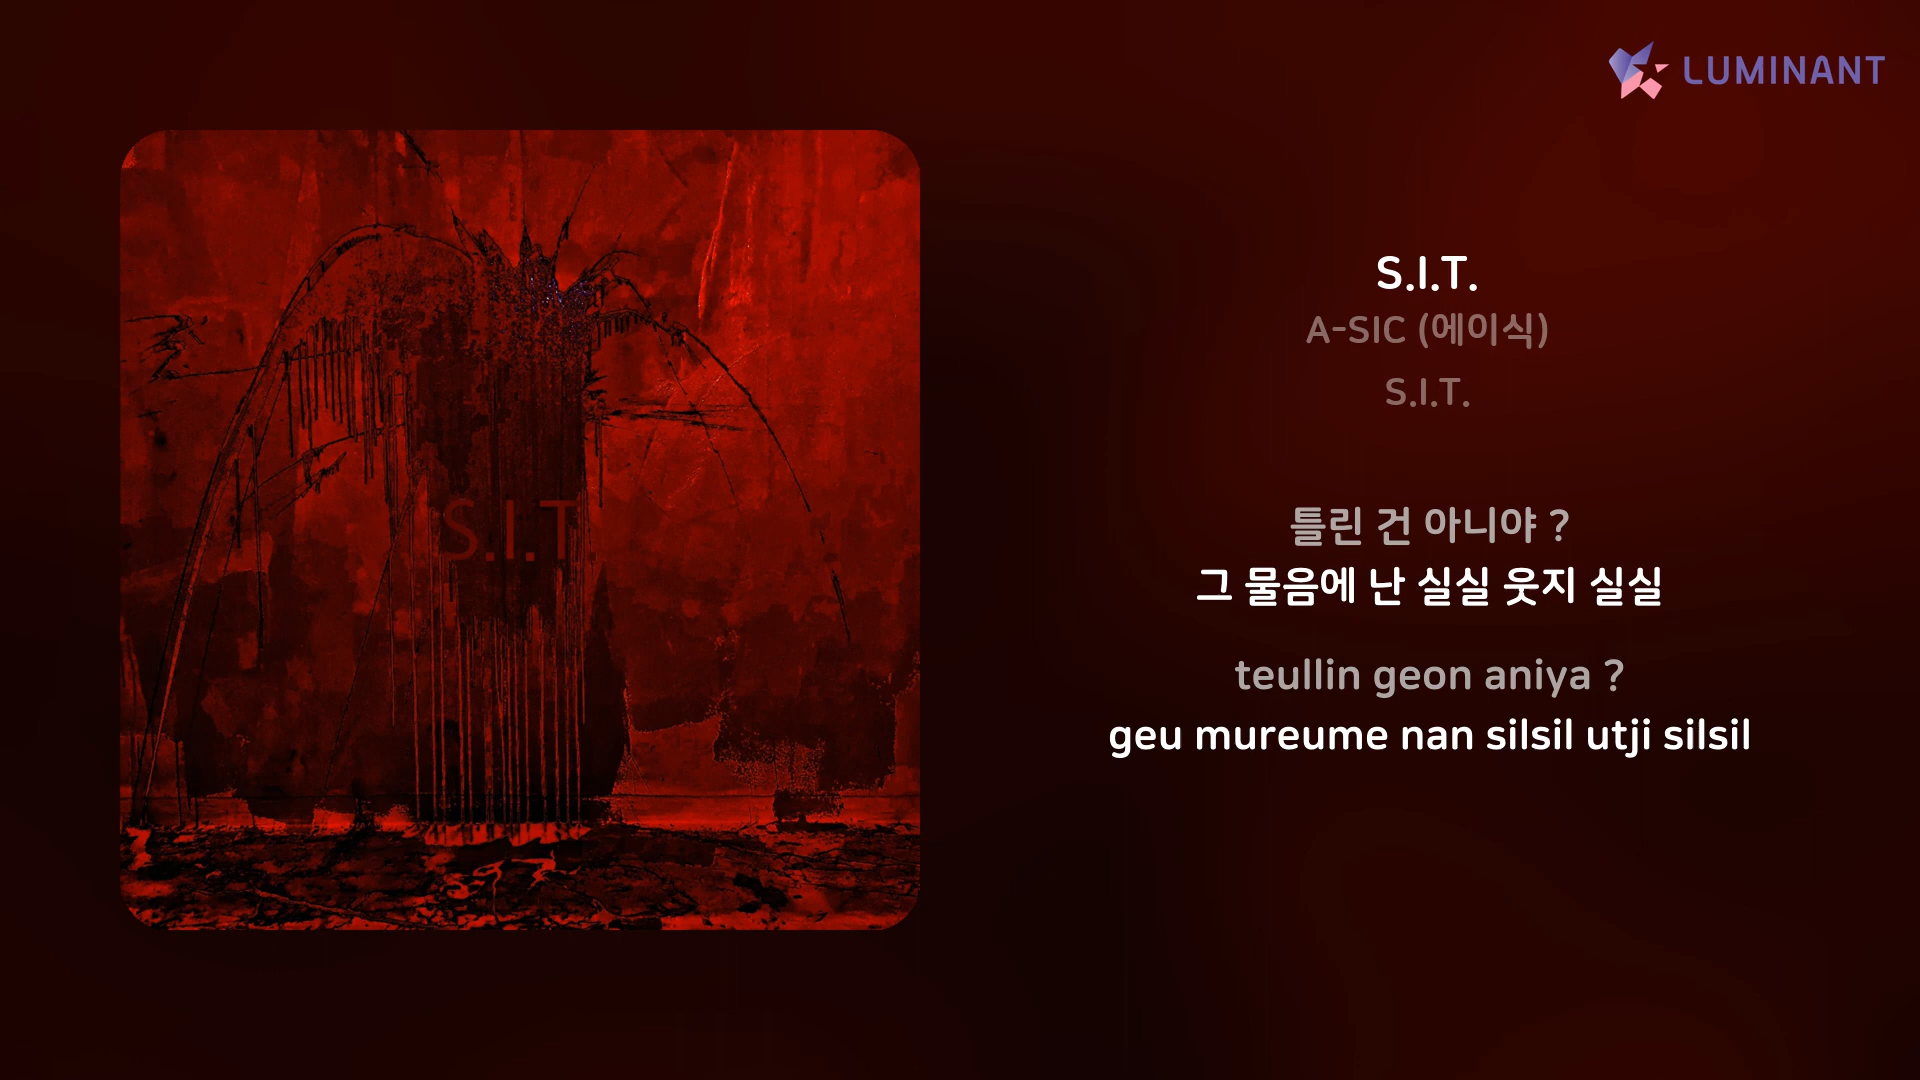 LUMINANT
S.I.T.
A-SIC (에이식)
S.I.T.
S.I.T.
틀린 건 아니야 ?
그 물음에 난 실실 웃지 실실
teullin geon aniya ?
geu mureume nan silsil utji silsil